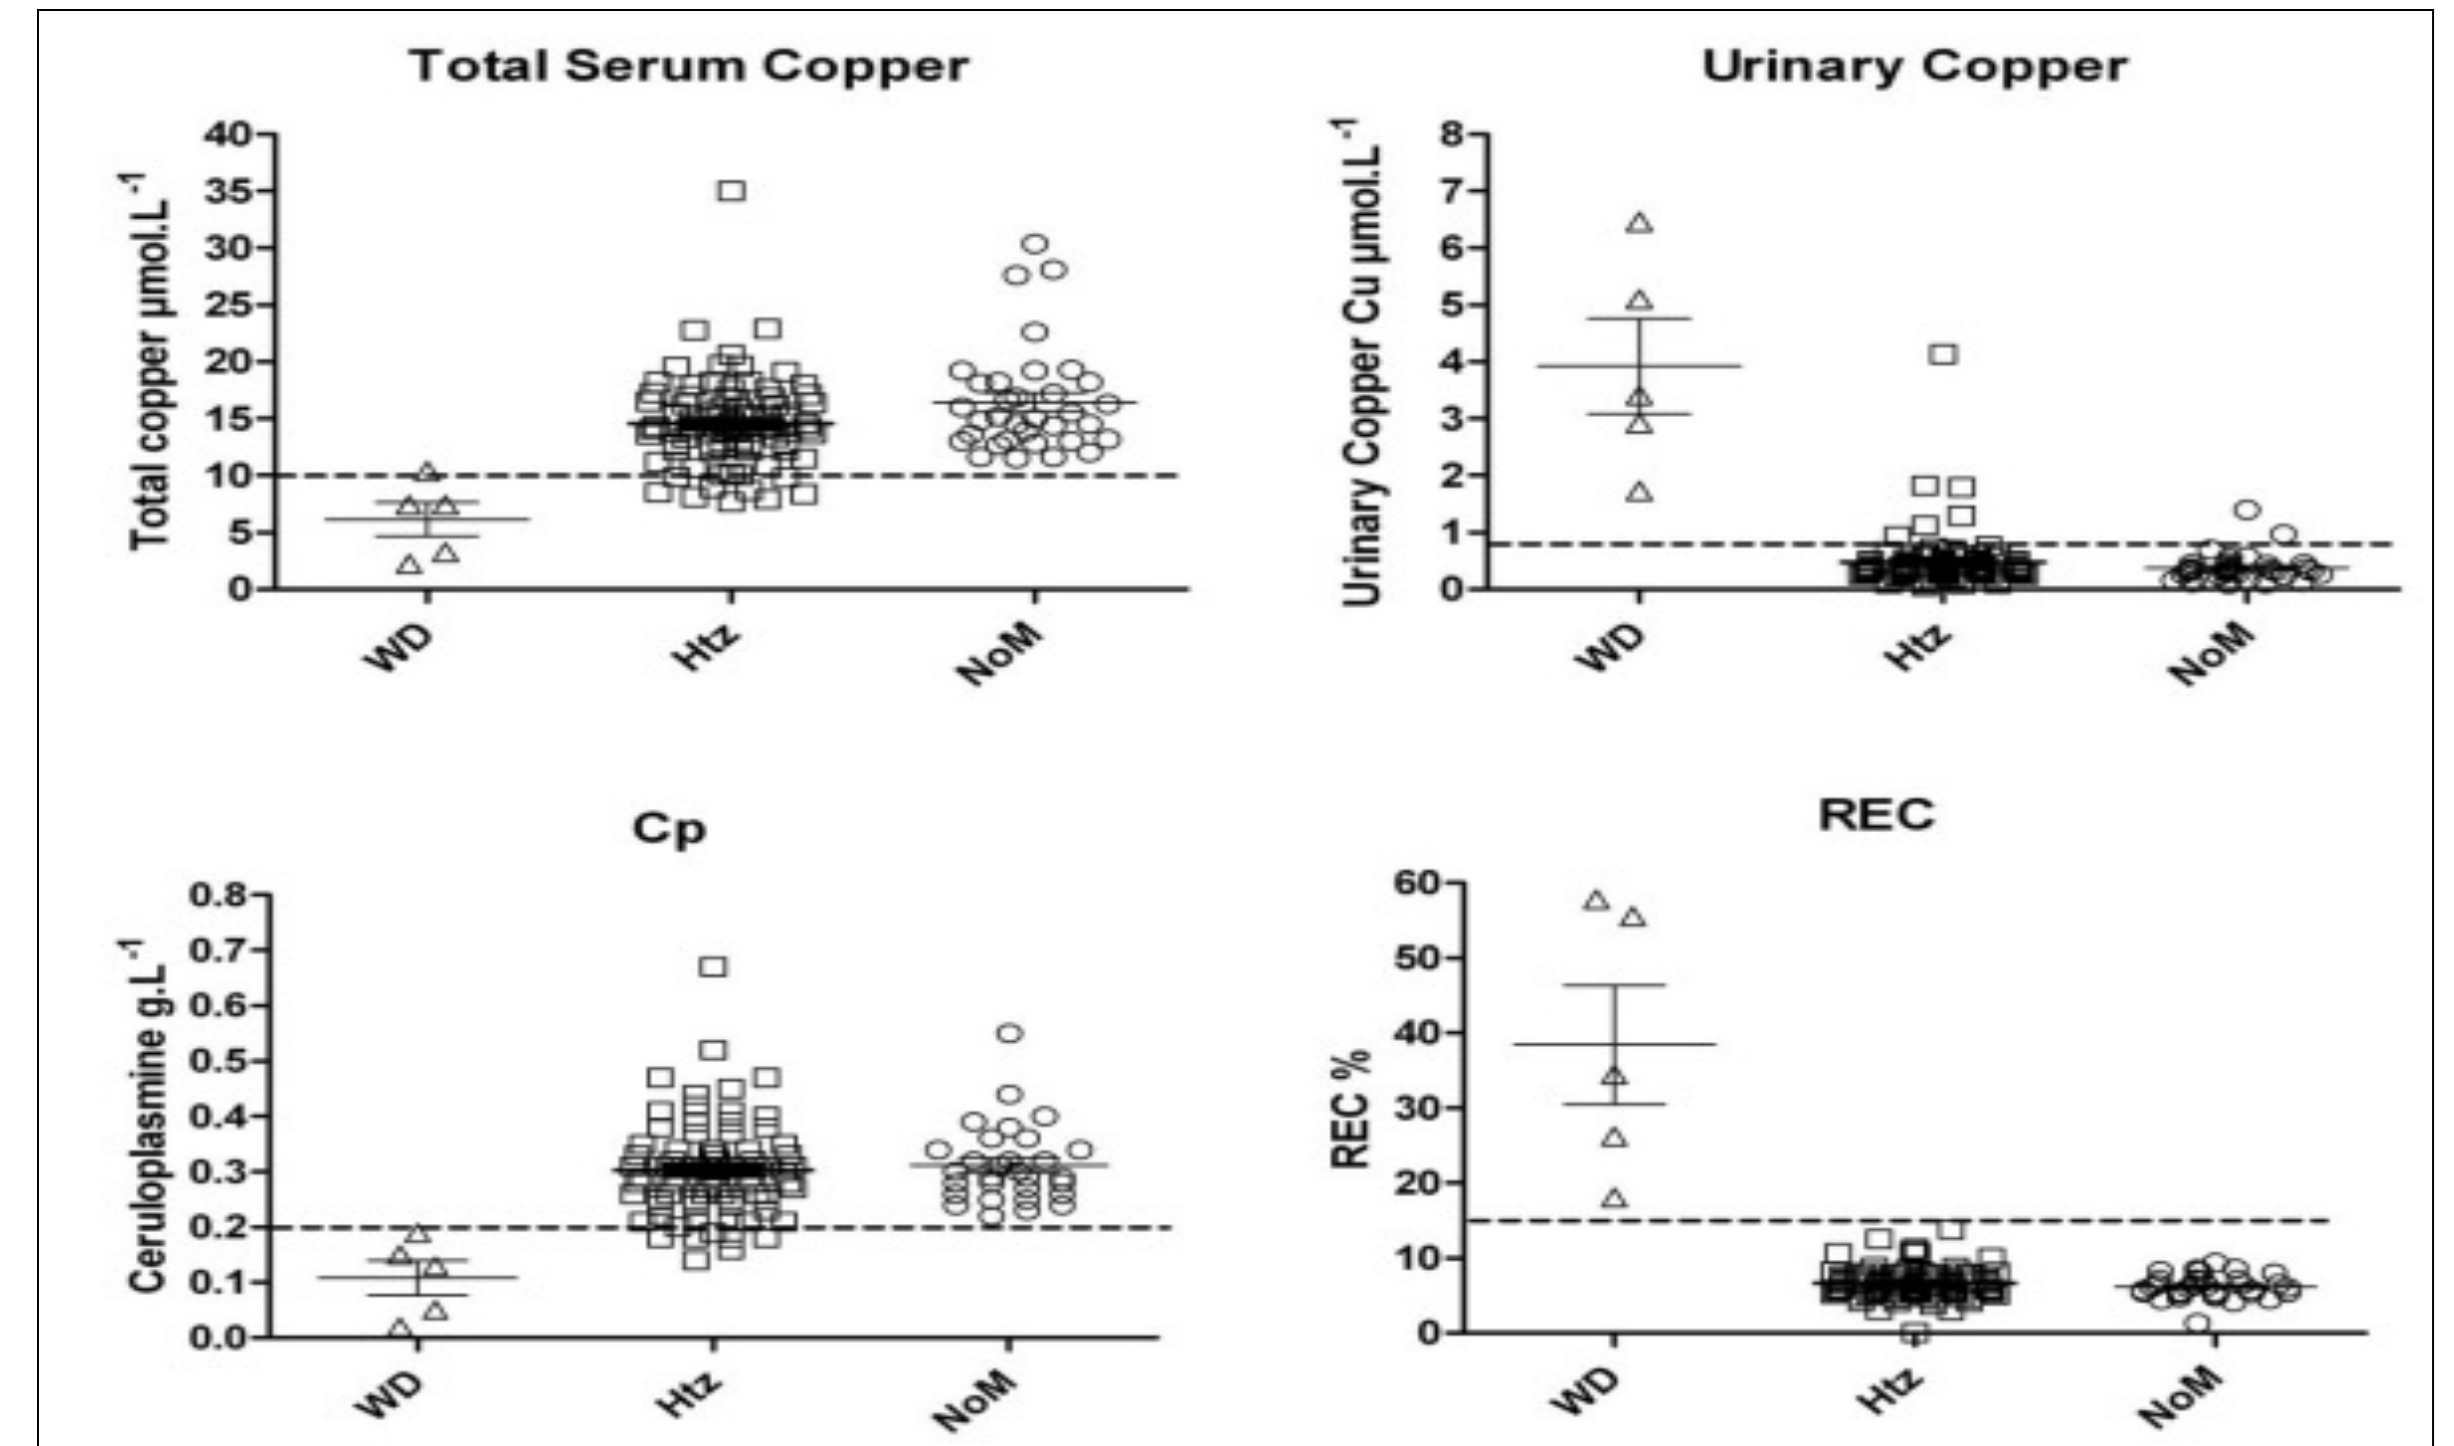 Total Serum Copper
Total copper µmol.L-1
40
35
30
25
20
15
10
5
0
WD
Htz
NoM
Urinary Copper
Urinary Copper Cu µmol.L-1
8
7
6
5
4
3
2
1
0
WD
Htz
NoM
Cp
Ceruloplasmine g.L-1
0.8
0.7
0.6
0.5
0.4
0.3
0.2
0.1
0.0
WD
Htz
NoM
REC
REC %
60
50
40
30
20
10
0
WD
Htz
NoM